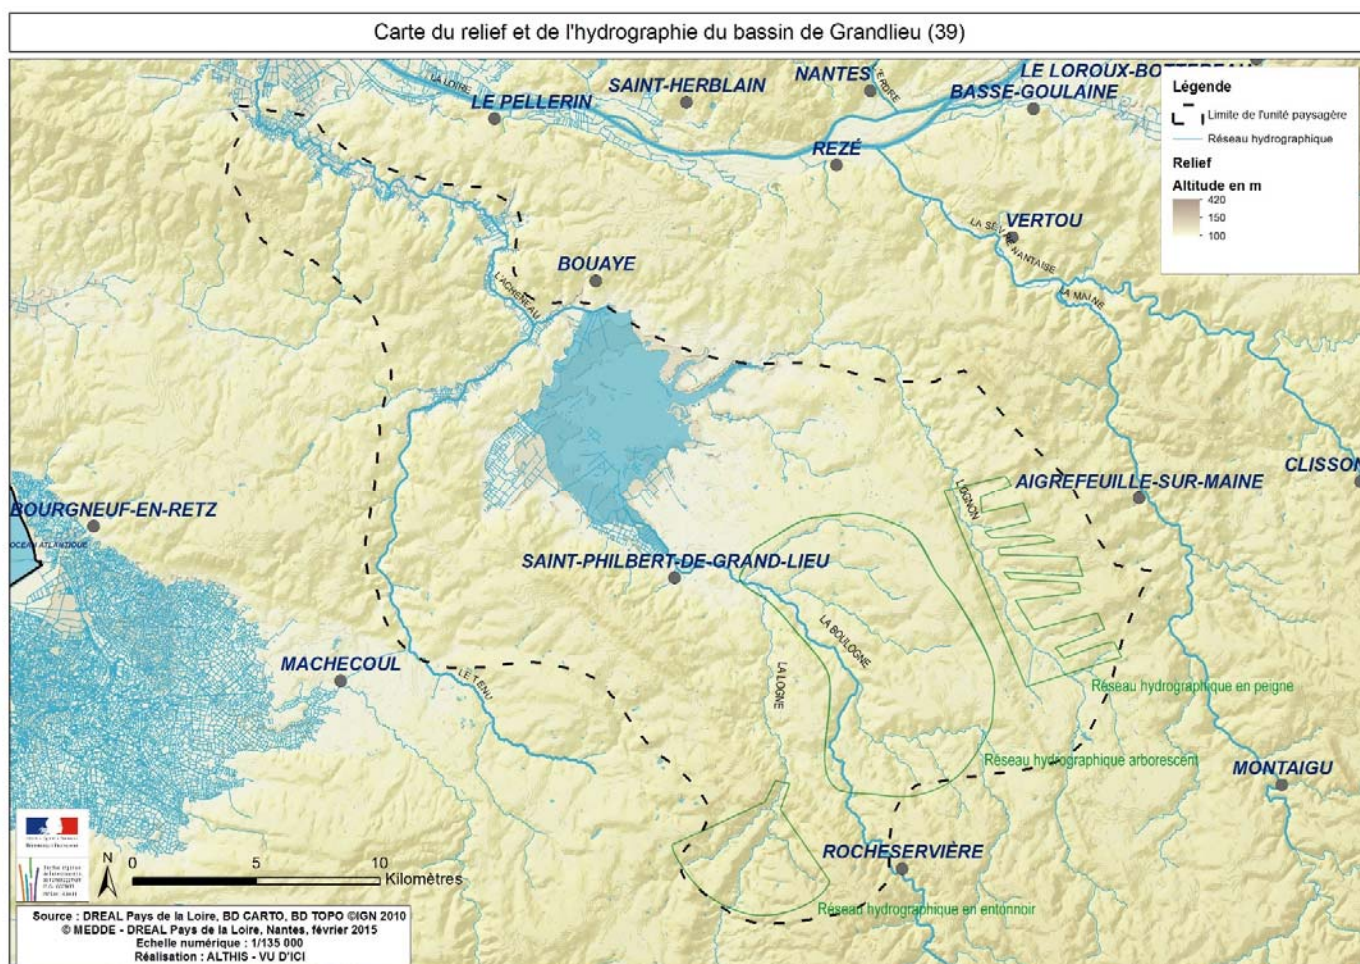 Carte du relief et de l'hydrographie du bassin de Grandlieu (39)
LA LOIRE
LE PELLERIN
SAINT-HERBLAIN
NANTES
L'ERDRE
LE LOROUX-BOTTEREAU
BASSE-GOULAINE
REZÉ
Légende
Limite de l'unité paysagère
Réseau hydrographique
Relief
Altitude en m
420
150
100
VERTOU
LA SÈVRE NANTAISE
LA MAINE
BOUAYE
L'ACHENEAU
L'OGNON
AIGREFEUILLE-SUR-MAINE
CLISSON
BOURGNEUF-EN-RETZ
OCEAN ATLANTIQUE
SAINT-PHILBERT-DE-GRAND-LIEU
LA BOULOGNE
LA LOGNE
MACHECOUL
LE TENU
Réseau hydrographique en peigne
Réseau hydrographique arborescent
MONTAIGU
ROCHESERVIÈRE
Réseau hydrographique en entonnoir
N
0 5 10
Kilomètres
Source : DREAL Pays de la Loire, BD CARTO, BD TOPO ©IGN 2010
© MEDDE - DREAL Pays de la Loire, Nantes, février 2015
Echelle numérique : 1/135 000
Réalisation : ALTHIS - VU D'ICI